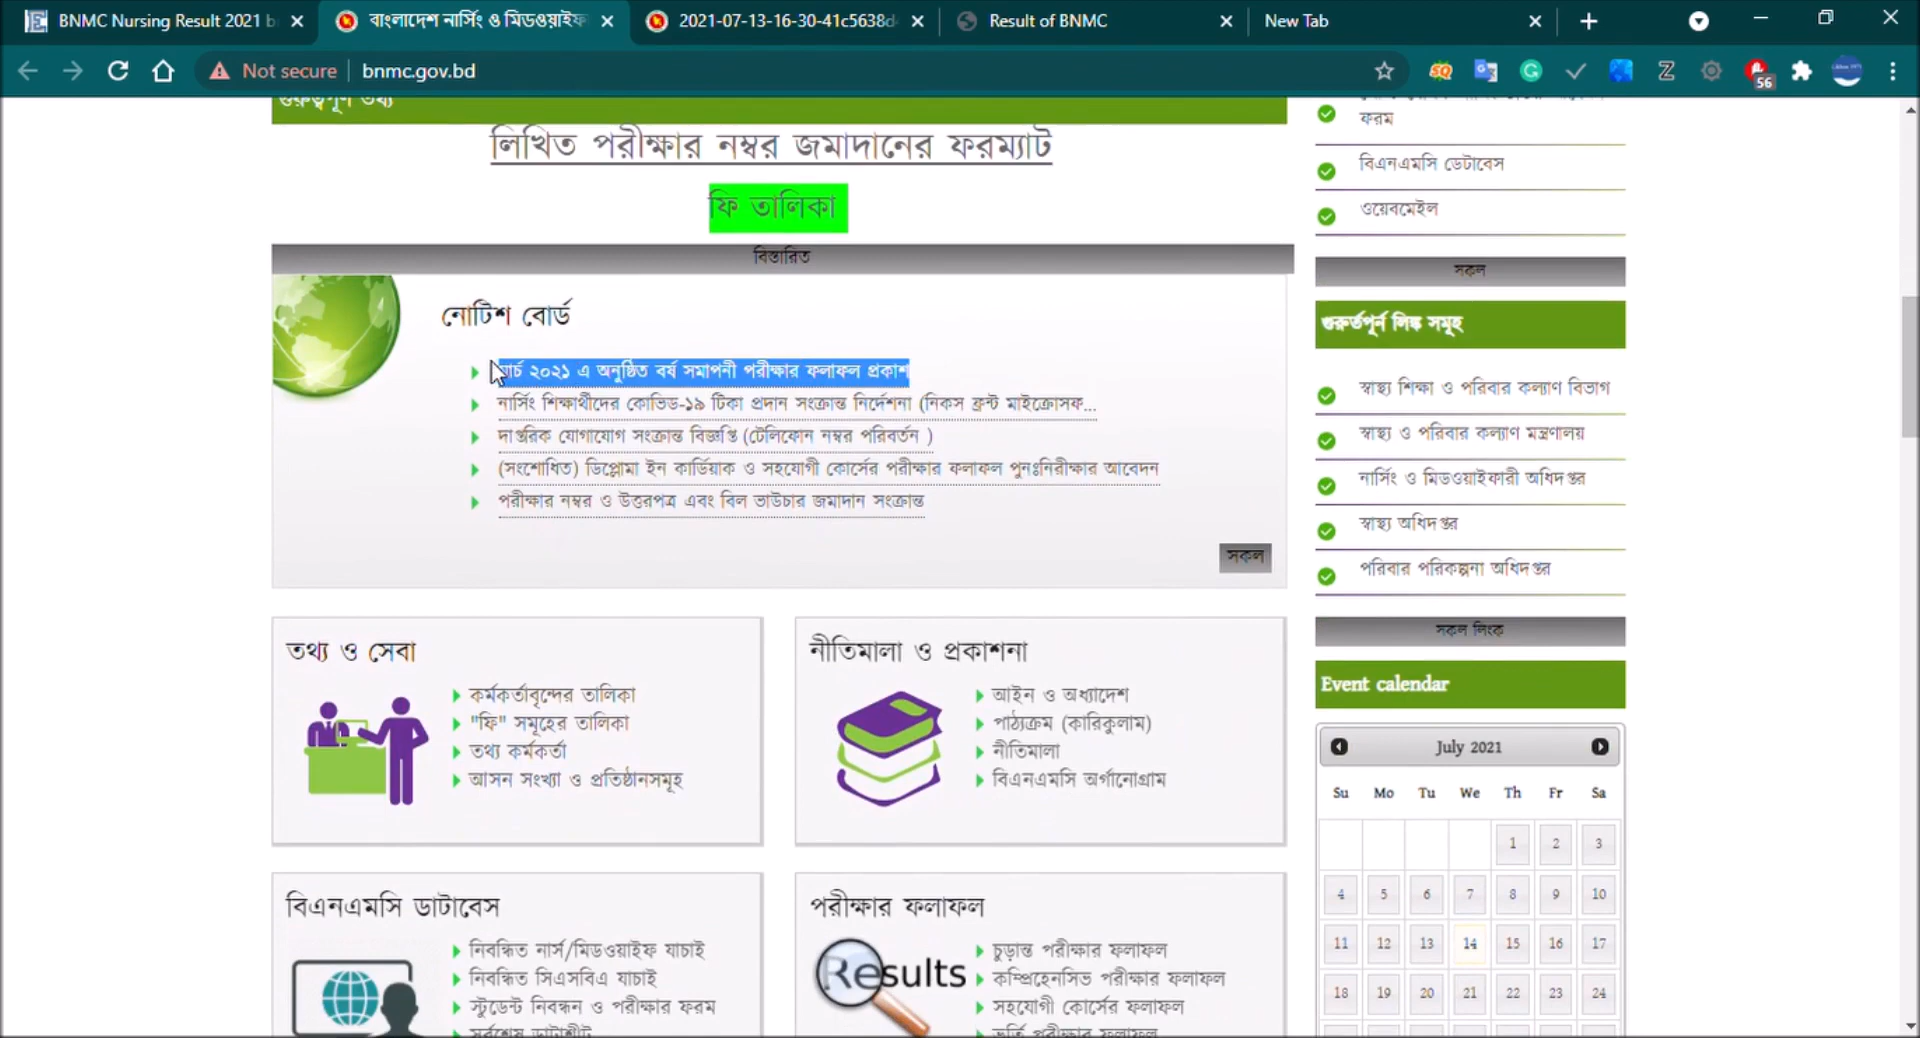 BNMC Nursing Result 2021 b
বাংলাদেশ নার্সিং ও মিডওয়াইফ
2021-07-13-16-30-41c5638d
Result of BNMC
New Tab
Not secure
bnmc.gov.bd
56
গুরুত্বপূর্ণ তথ্য
লিখিত পরীক্ষার নম্বর জমাদানের ফরম্যাট
ফি তালিকা
বিস্তারিত
নোটিশ বোর্ড
মার্চ ২০২১ এ অনুষ্ঠিত বর্ষ সমাপনী পরীক্ষার ফলাফল প্রকাশ
নার্সিং শিক্ষার্থীদের কোভিড-১৯ টিকা প্রদান সংক্রান্ত নির্দেশনা (নিকস ফ্রন্ট মাইক্রোসফ...
দাপ্তরিক যোগাযোগ সংক্রান্ত বিজ্ঞপ্তি (টেলিফোন নম্বর পরিবর্তন )
(সংশোধিত) ডিপ্লোমা ইন কার্ডিয়াক ও সহযোগী কোর্সের পরীক্ষার ফলাফল পুনঃনিরীক্ষার আবেদন
পরীক্ষার নম্বর ও উত্তরপত্র এবং বিল ভাউচার জমাদান সংক্রান্ত
সকল
তথ্য ও সেবা
কর্মকর্তাবৃন্দের তালিকা
"ফি" সমূহের তালিকা
তথ্য কর্মকর্তা
আসন সংখ্যা ও প্রতিষ্ঠানসমূহ
নীতিমালা ও প্রকাশনা
আইন ও অধ্যাদেশ
পাঠ্যক্রম (কারিকুলাম)
নীতিমালা
বিএনএমসি অর্গানোগ্রাম
বিএনএমসি ডাটাবেস
নিবন্ধিত নার্স/মিডওয়াইফ যাচাই
নিবন্ধিত সিএসবিএ যাচাই
স্টুডেন্ট নিবন্ধন ও পরীক্ষার ফরম
সর্বশেষ ডাটাশীট
পরীক্ষার ফলাফল
Results
চুড়ান্ত পরীক্ষার ফলাফল
কম্প্রিহেনসিভ পরীক্ষার ফলাফল
সহযোগী কোর্সের ফলাফল
ভর্তি পরীক্ষার ফলাফল
ফরম
বিএনএমসি ডেটাবেস
ওয়েবমেইল
সকল
গুরুর্তপূর্ন লিঙ্ক সমূহ
স্বাস্থ্য শিক্ষা ও পরিবার কল্যাণ বিভাগ
স্বাস্থ্য ও পরিবার কল্যাণ মন্ত্রণালয়
নার্সিং ও মিডওয়াইফারী অধিদপ্তর
স্বাস্থ্য অধিদপ্তর
পরিবার পরিকল্পনা অধিদপ্তর
সকল লিংক
Event calendar
July 2021
Su Mo Tu We Th Fr Sa
1 2 3
4 5 6 7 8 9 10
11 12 13 14 15 16 17
18 19 20 21 22 23 24